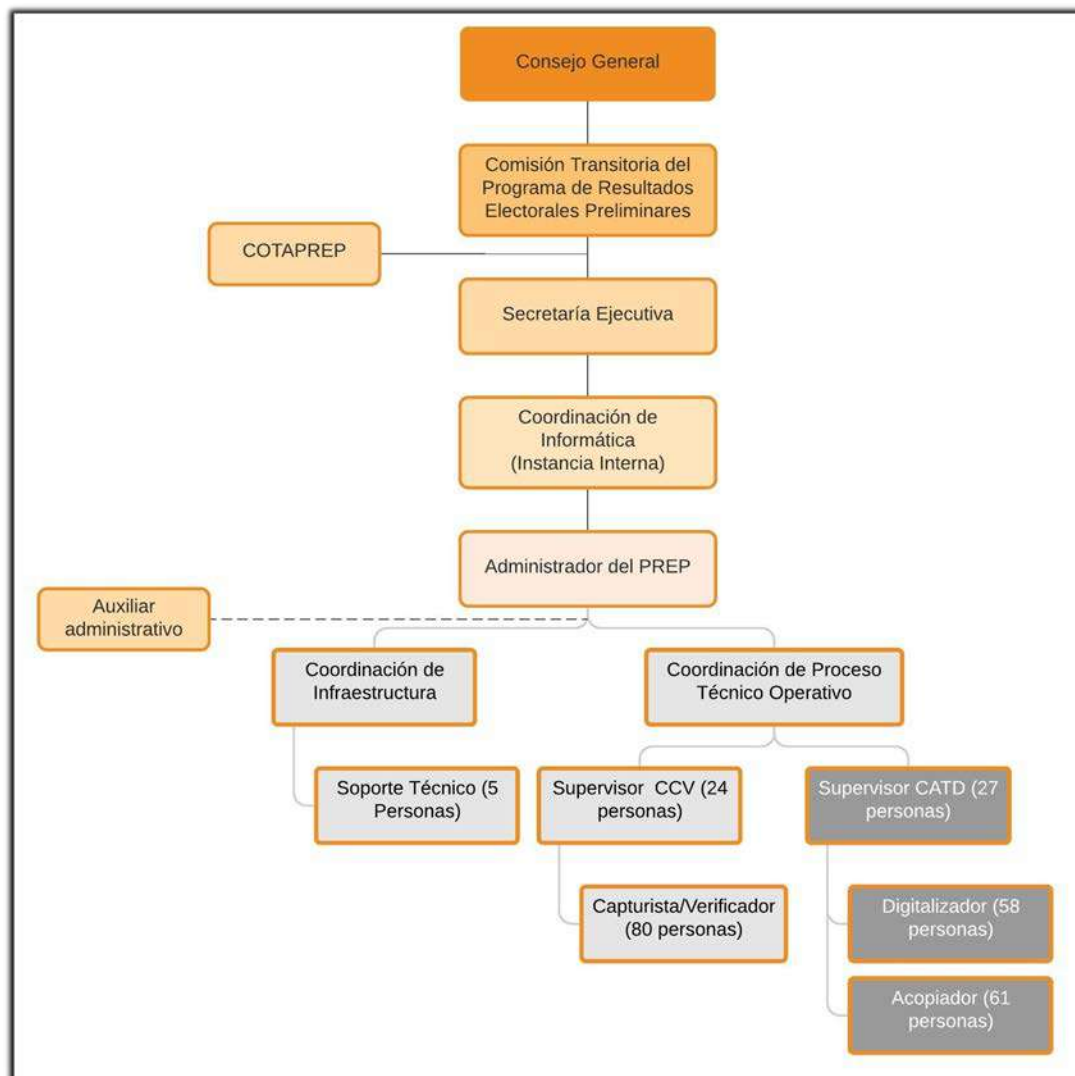 Consejo General
Comisión Transitoria del
Programa de Resultados
Electorales Preliminares
COTAPREP
Secretaría Ejecutiva
Coordinación de
Informática
(Instancia Interna)
Administrador del PREP
Auxiliar
administrativo
Coordinación de
Infraestructura
Coordinación de Proceso
Técnico Operativo
Soporte Técnico (5
Personas)
Supervisor CCV (24
personas)
Supervisor CATD (27
personas)
Capturista/Verificador
(80 personas)
Digitalizador (58
personas)
Acopiador (61
personas)